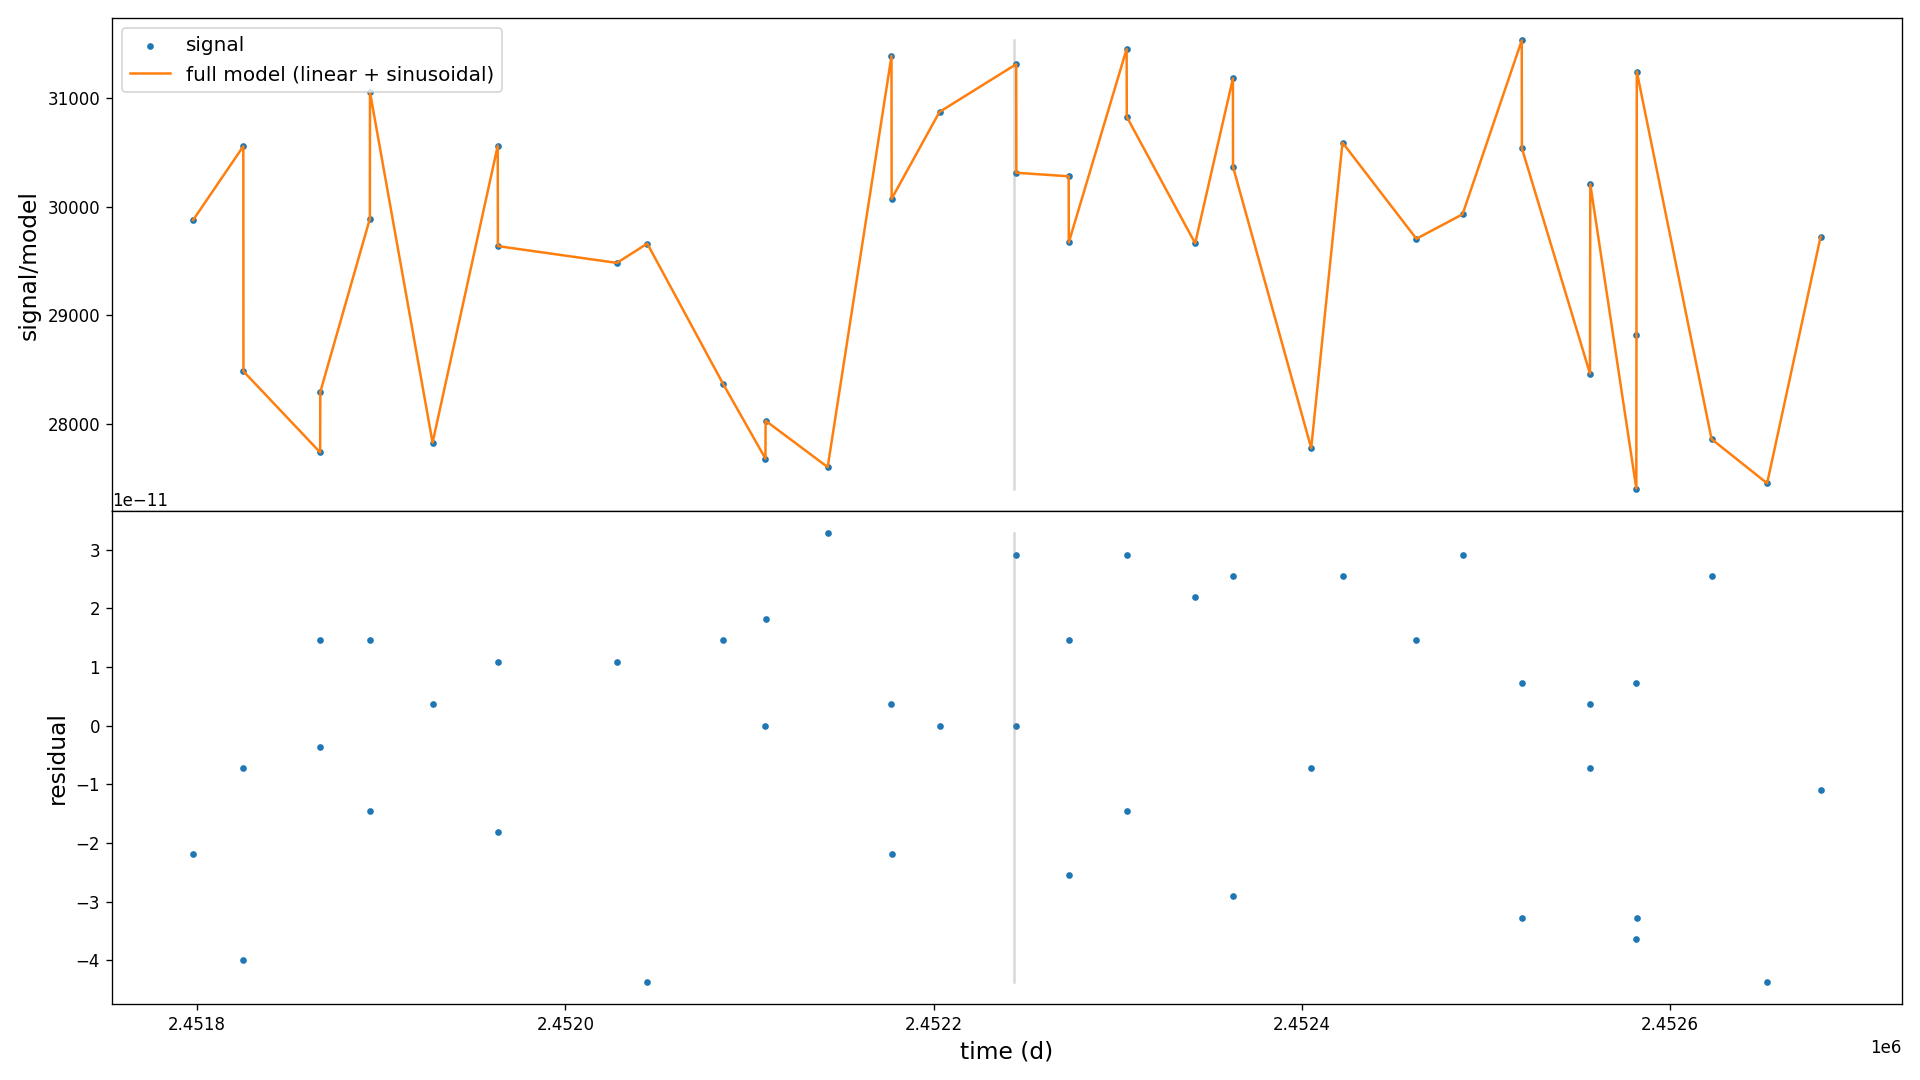 signal
full model (linear + sinusoidal)
31000
30000
29000
28000
signal/model
1e−11
3
2
1
0
−1
−2
−3
−4
residual
2.4518
2.4520
2.4522
2.4524
2.4526
time (d)
1e6